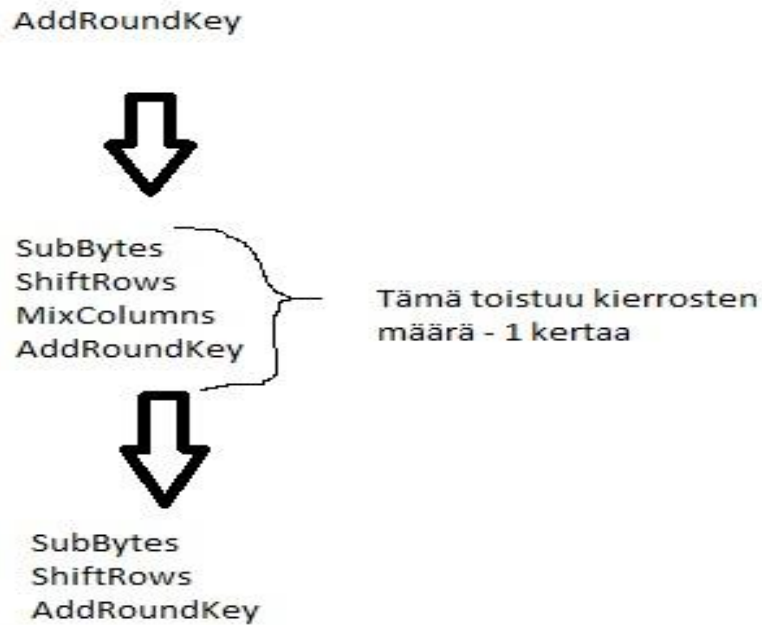 AddRoundKey
SubBytes
ShiftRows
MixColumns
AddRoundKey
Tämä toistuu kierrosten
määrä - 1 kertaa
SubBytes
ShiftRows
AddRoundKey